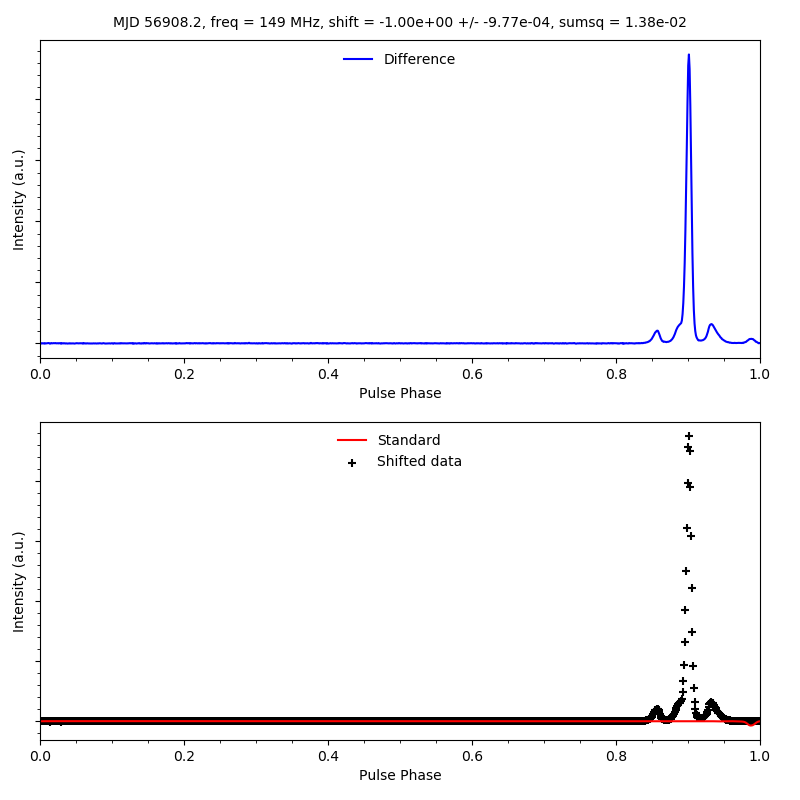 MJD 56908.2, freq = 149 MHz, shift = -1.00e+00 +/- -9.77e-04, sumsq = 1.38e-02
Difference
Intensity (a.u.)
0.0 0.2 0.4 0.6 0.8 1.0
Pulse Phase
Standard
Shifted data
Intensity (a.u.)
0.0 0.2 0.4 0.6 0.8 1.0
Pulse Phase